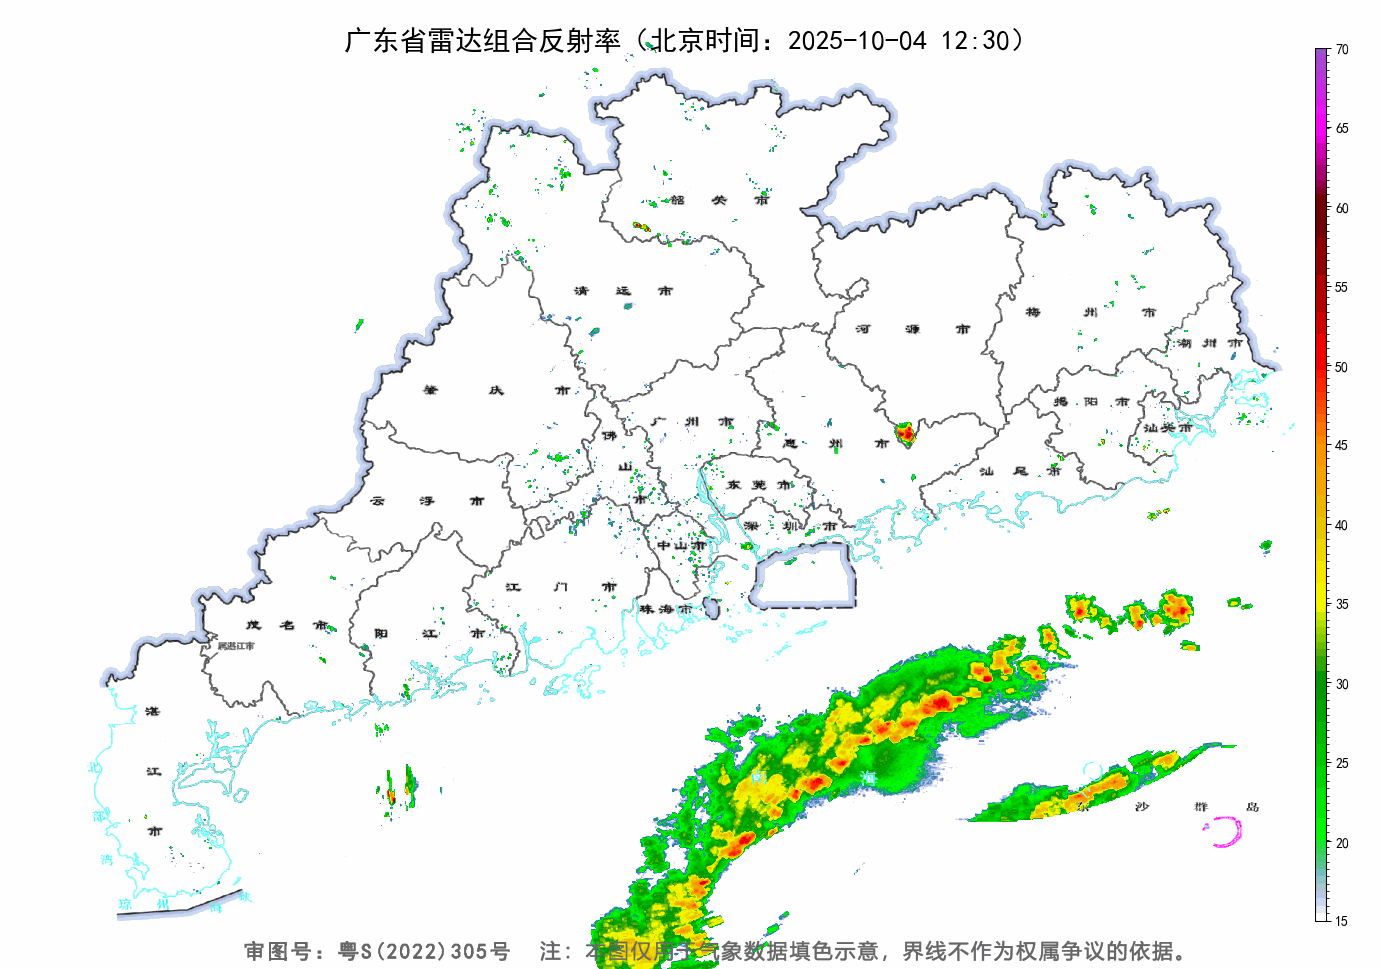 广东省雷达组合反射率（北京时间：2025-10-04 12:30）
70
65
60
55
50
45
40
35
30
25
20
15
韶 关 市
清 远 市
河 源 市
梅 州 市
潮 州 市
肇 庆 市
广 州 市
佛 山 市
惠 州 市
揭 阳 市
汕头市
汕 尾 市
东 莞 市
云 浮 市
深 圳 市
中山市
江 门 市
珠海市
茂 名 市
阳 江 市
属湛江市
湛 江 市
北 部 湾
南 海
东 沙 群 岛
琼 州 海 峡
审图号：粤S(2022)305号 注：本图仅用于气象数据填色示意，界线不作为权属争议的依据。